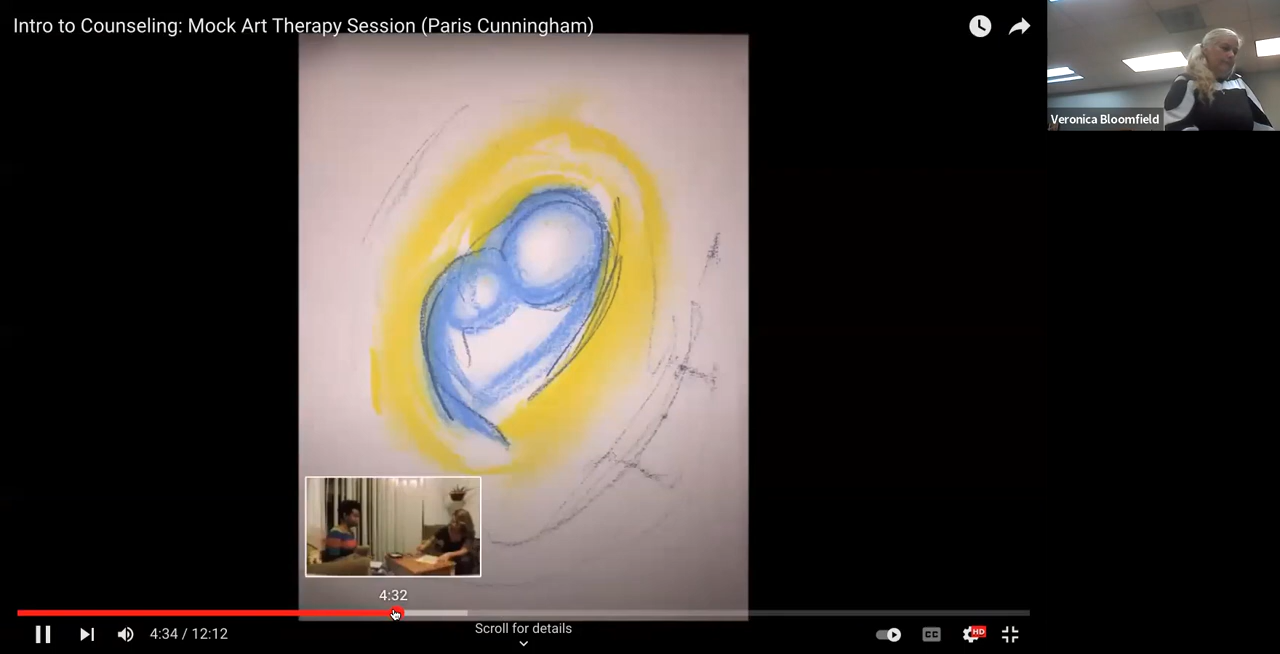 Intro to Counseling: Mock Art Therapy Session (Paris Cunningham)
Veronica Bloomfield
4:32
4:34 / 12:12
Scroll for details
CC
HD